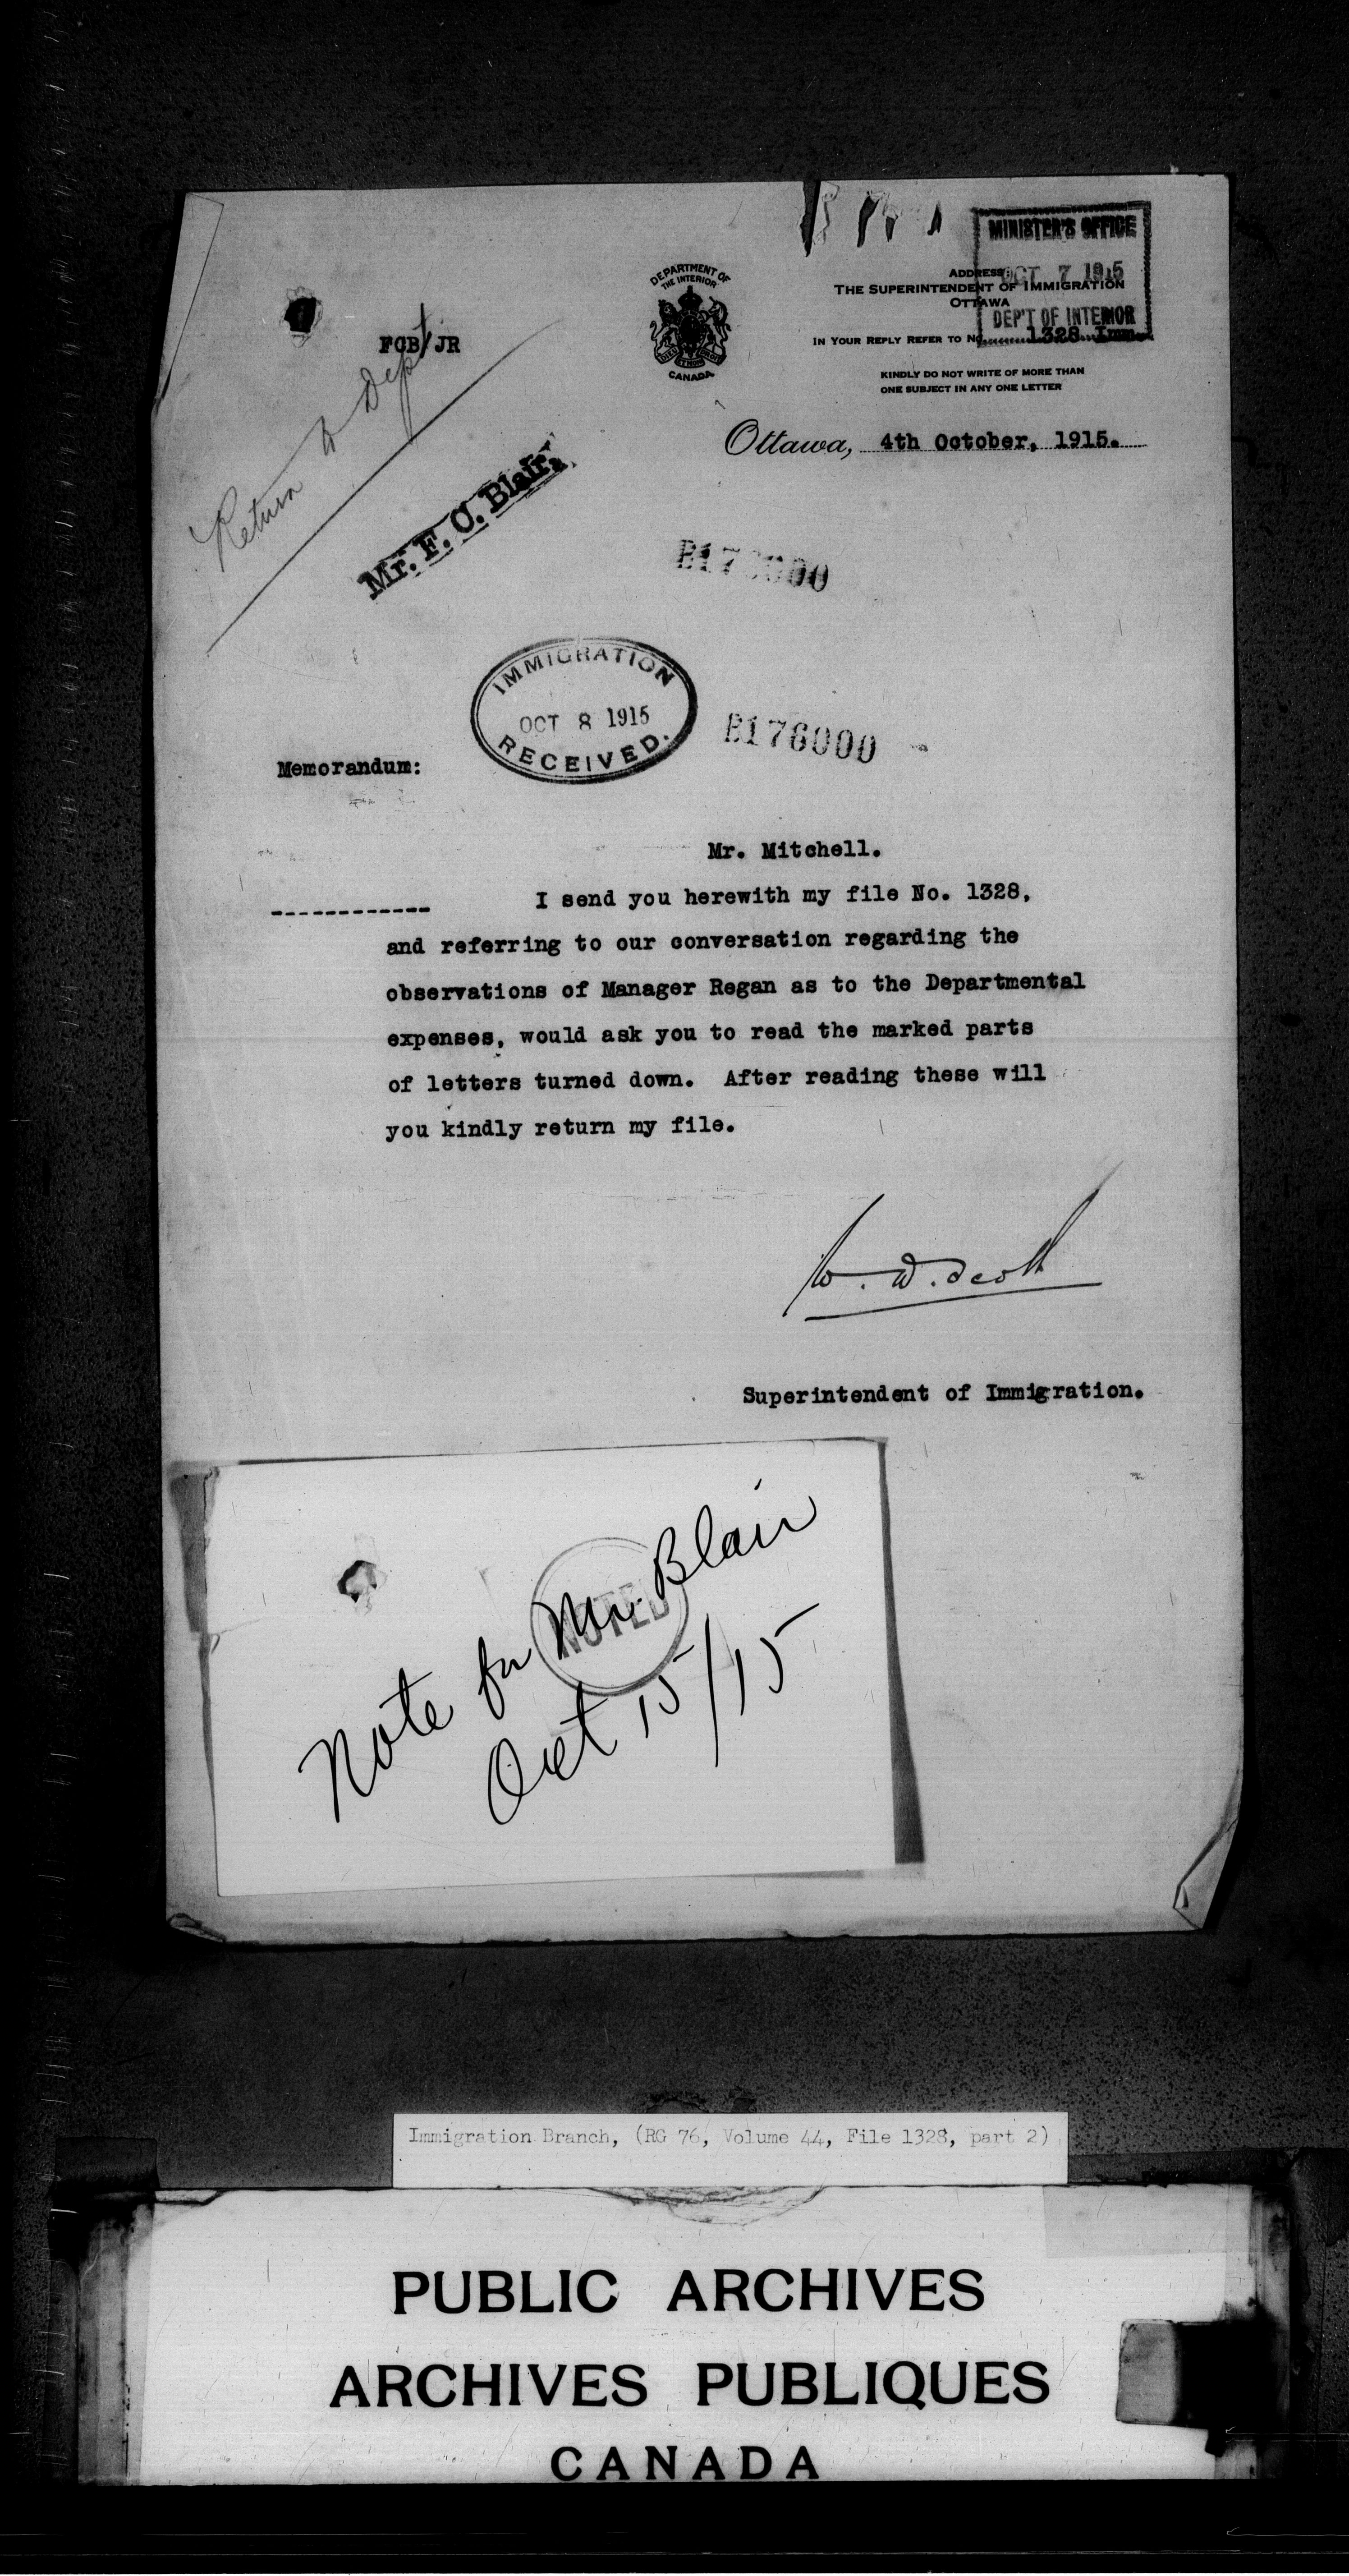 MINISTER'S OFFICE
OCT 7 1915
DEP'T OF INTERIOR
DEPARTMENT OF
THE INTERIOR
CANADA
ADDRESS:
THE SUPERINTENDENT OF IMMIGRATION
OTTAWA
IN YOUR REPLY REFER TO No. 1328 Imm.
KINDLY DO NOT WRITE OF MORE THAN
ONE SUBJECT IN ANY ONE LETTER
FCB/JR
Return to Dept
Ottawa, 4th October, 1915.
Mr. F. C. Blair.
IMMIGRATION
OCT 8 1915
RECEIVED.
E176000
Memorandum:
Mr. Mitchell.
I send you herewith my file No. 1328,
and referring to our conversation regarding the
observations of Manager Regan as to the Departmental
expenses, would ask you to read the marked parts
of letters turned down. After reading these will
you kindly return my file.
W. D. Scott
Superintendent of Immigration.
Note for Mr. Blair
NOTED
Oct 15/15
Immigration Branch, (RG 76, Volume 44, File 1328, part 2)
PUBLIC ARCHIVES
ARCHIVES PUBLIQUES
CANADA